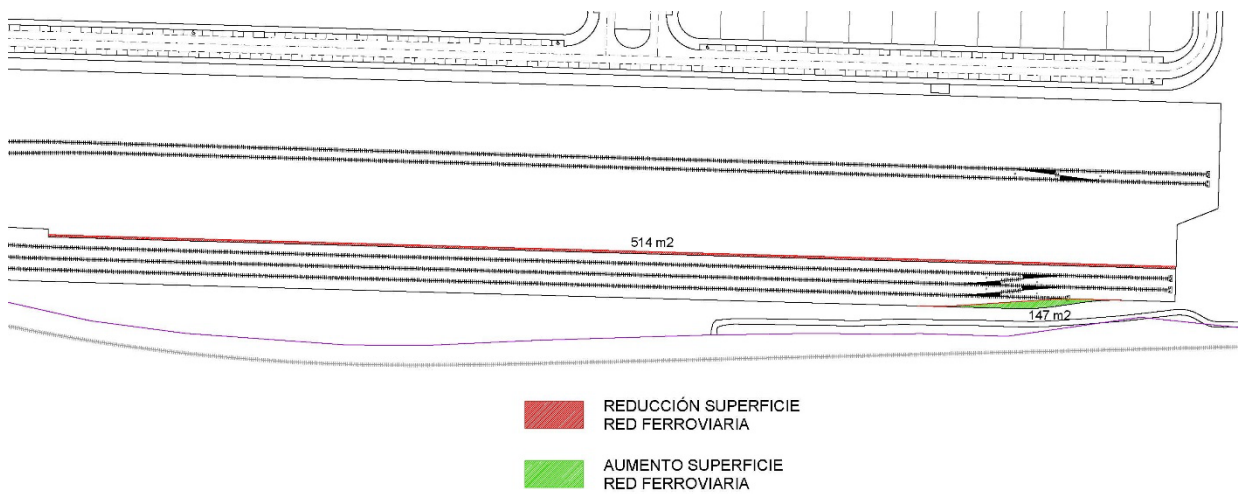 514 m2
147 m2
REDUCCIÓN SUPERFICIE
RED FERROVIARIA
AUMENTO SUPERFICIE
RED FERROVIARIA